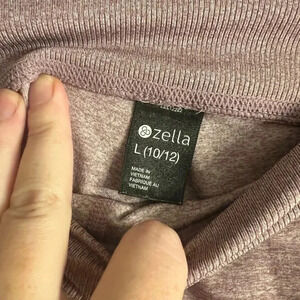 zella
L (10/12)
MADE IN
VIETNAM
FABRIQUÉ AU
VIETNAM